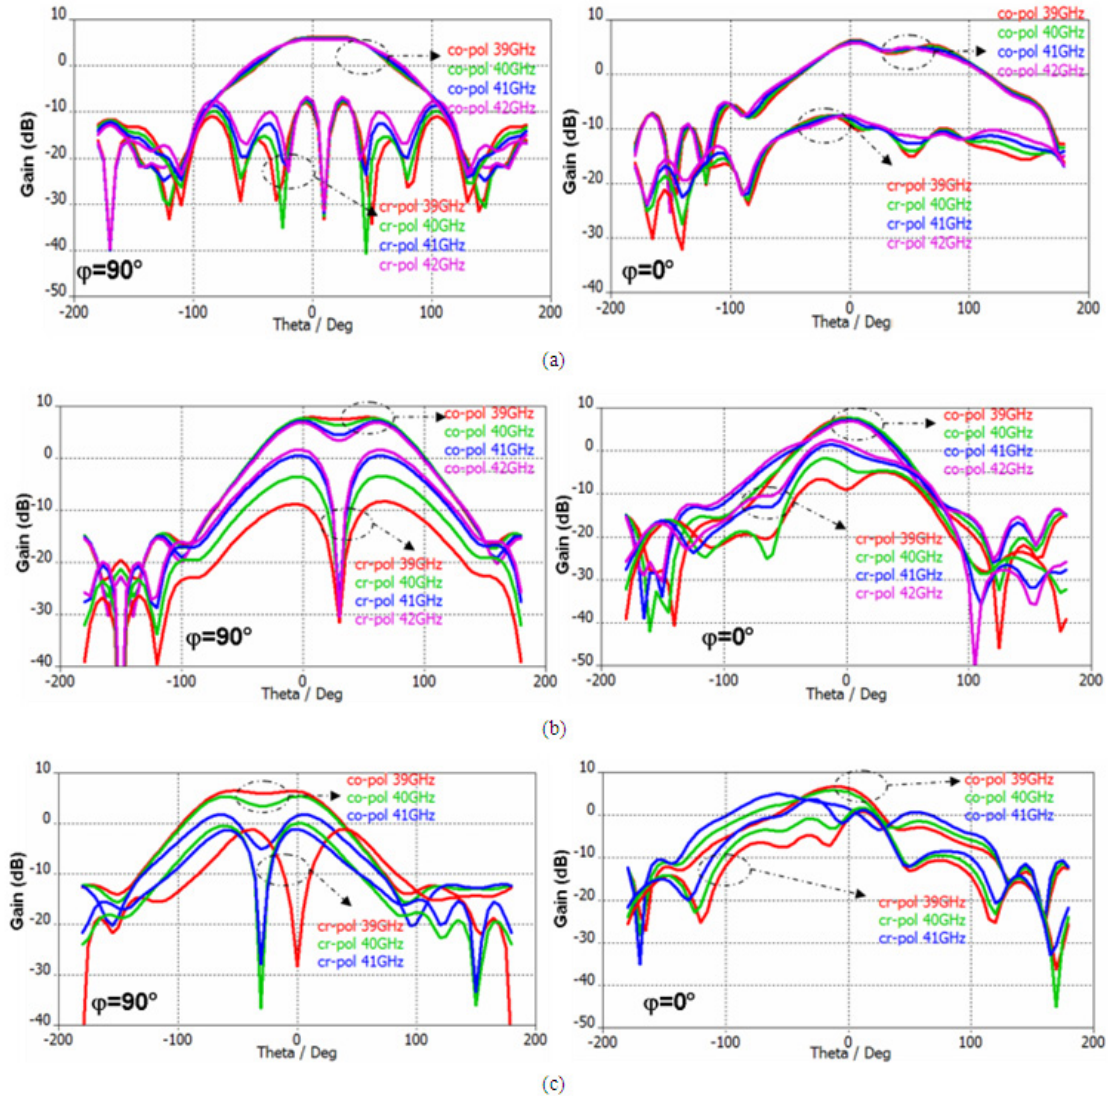 10
0
-10
-20
-30
-40
-50
Gain (dB)
co-pol 39GHz
co-pol 40GHz
co-pol 41GHz
co-pol 42GHz
cr-pol 39GHz
cr-pol 40GHz
cr-pol 41GHz
cr-pol 42GHz
φ=90°
-200 -100 0 100 200
Theta / Deg
10
0
-10
-20
-30
-40
Gain (dB)
co-pol 39GHz
co-pol 40GHz
co-pol 41GHz
co-pol 42GHz
cr-pol 39GHz
cr-pol 40GHz
cr-pol 41GHz
cr-pol 42GHz
φ=0°
-200 -100 0 100 200
Theta / Deg
(a)
10
0
-10
-20
-30
-40
Gain (dB)
co-pol 39GHz
co-pol 40GHz
co-pol 41GHz
co-pol 42GHz
cr-pol 39GHz
cr-pol 40GHz
cr-pol 41GHz
cr-pol 42GHz
φ=90°
-200 -100 0 100 200
Theta / Deg
10
0
-10
-20
-30
-40
-50
Gain (dB)
co-pol 39GHz
co-pol 40GHz
co-pol 41GHz
co-pol 42GHz
cr-pol 39GHz
cr-pol 40GHz
cr-pol 41GHz
cr-pol 42GHz
φ=0°
-200 -100 0 100 200
Theta / Deg
(b)
10
0
-10
-20
-30
-40
Gain (dB)
co-pol 39GHz
co-pol 40GHz
co-pol 41GHz
cr-pol 39GHz
cr-pol 40GHz
cr-pol 41GHz
φ=90°
-200 -100 0 100 200
Theta / Deg
10
0
-10
-20
-30
-40
-50
Gain (dB)
co-pol 39GHz
co-pol 40GHz
co-pol 41GHz
cr-pol 39GHz
cr-pol 40GHz
cr-pol 41GHz
φ=0°
-200 -100 0 100 200
Theta / Deg
(c)